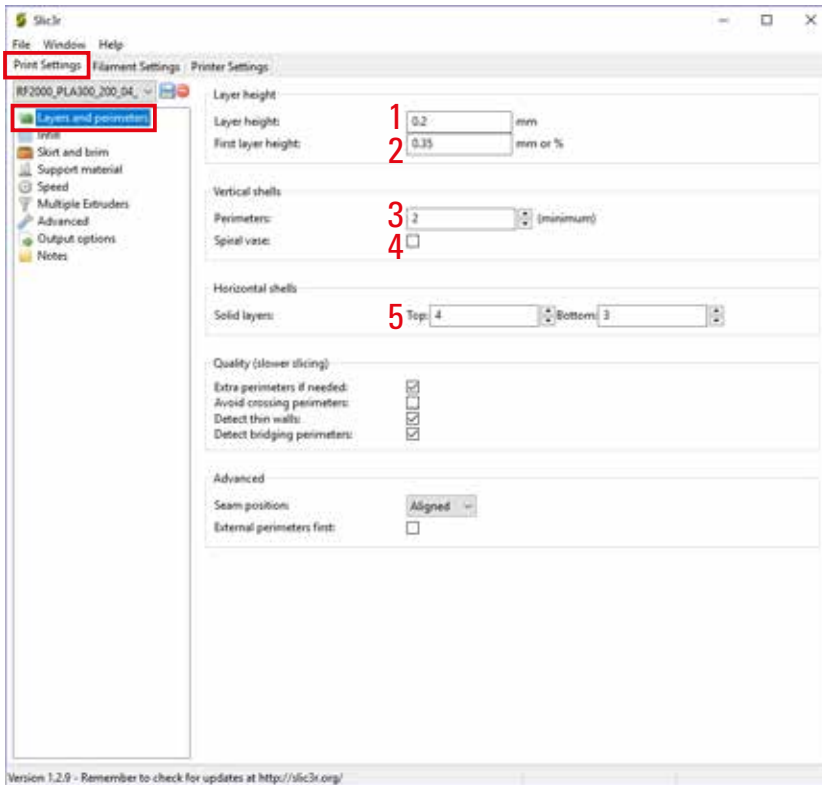 Slic3r
File Window Help
Print Settings Filament Settings Printer Settings
RF2000_PLA300_200_04_
Layers and perimeters
Infill
Skirt and brim
Support material
Speed
Multiple Extruders
Advanced
Output options
Notes
Layer height
Layer height: 1 0.2 mm
First layer height: 2 0.35 mm or %
Vertical shells
Perimeters: 3 2 (minimum)
Spiral vase: 4
Horizontal shells
Solid layers: 5 Top: 4 Bottom: 3
Quality (slower slicing)
Extra perimeters if needed:
Avoid crossing perimeters:
Detect thin walls:
Detect bridging perimeters:
Advanced
Seam position: Aligned
External perimeters first:
Version 1.2.9 - Remember to check for updates at http://slic3r.org/